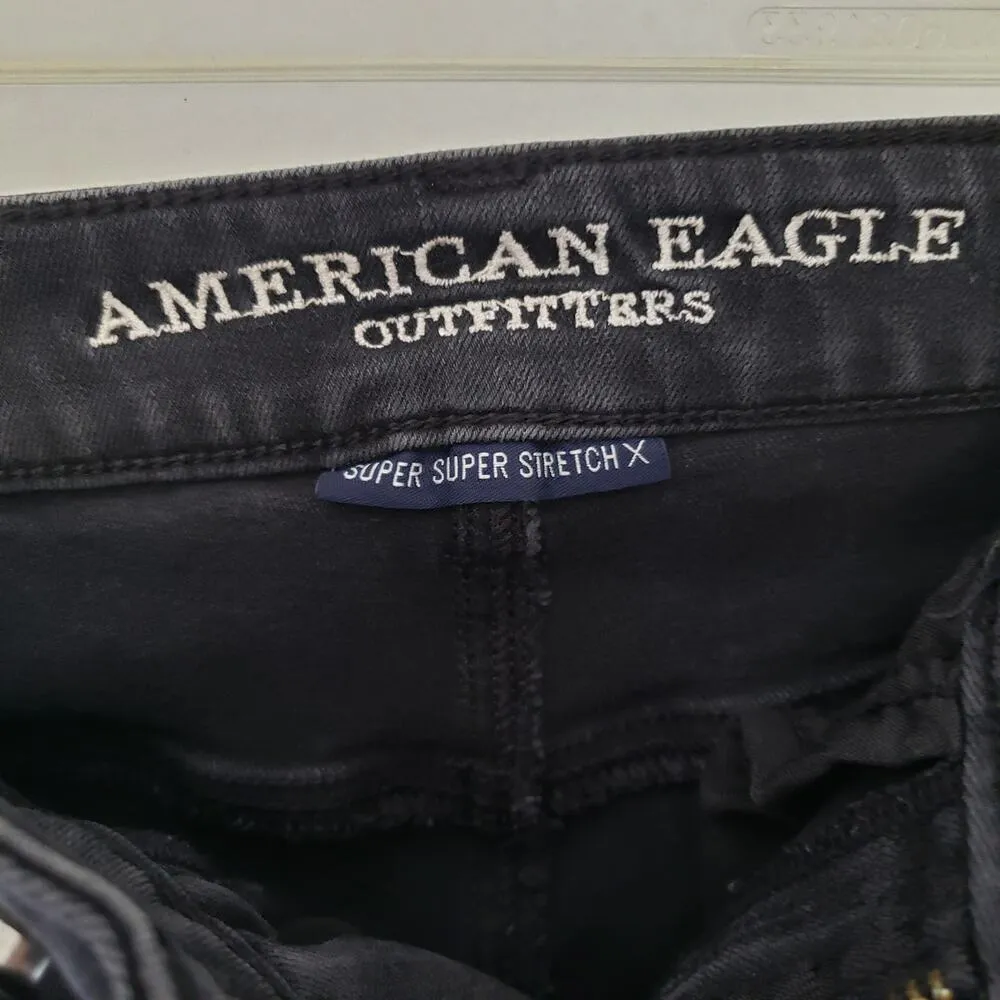 AMERICAN EAGLE
OUTFITTERS
SUPER SUPER STRETCH X